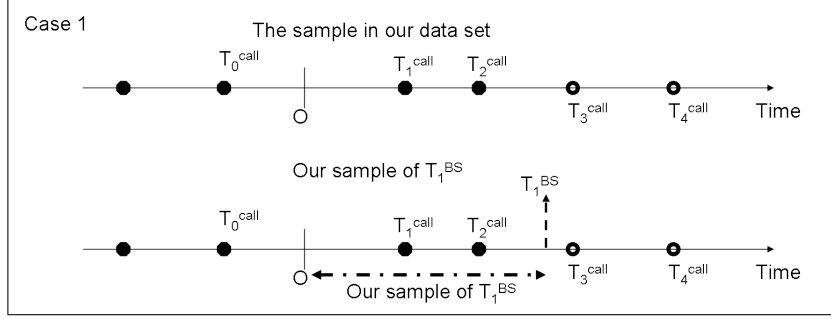 Case 1
The sample in our data set
T₀ᶜᵃˡˡ
T₁ᶜᵃˡˡ T₂ᶜᵃˡˡ
O
T₃ᶜᵃˡˡ T₄ᶜᵃˡˡ Time
Our sample of T₁ᴮˢ
T₁ᴮˢ
T₀ᶜᵃˡˡ T₁ᶜᵃˡˡ T₂ᶜᵃˡˡ
O
T₃ᶜᵃˡˡ T₄ᶜᵃˡˡ Time
Our sample of T₁ᴮˢ